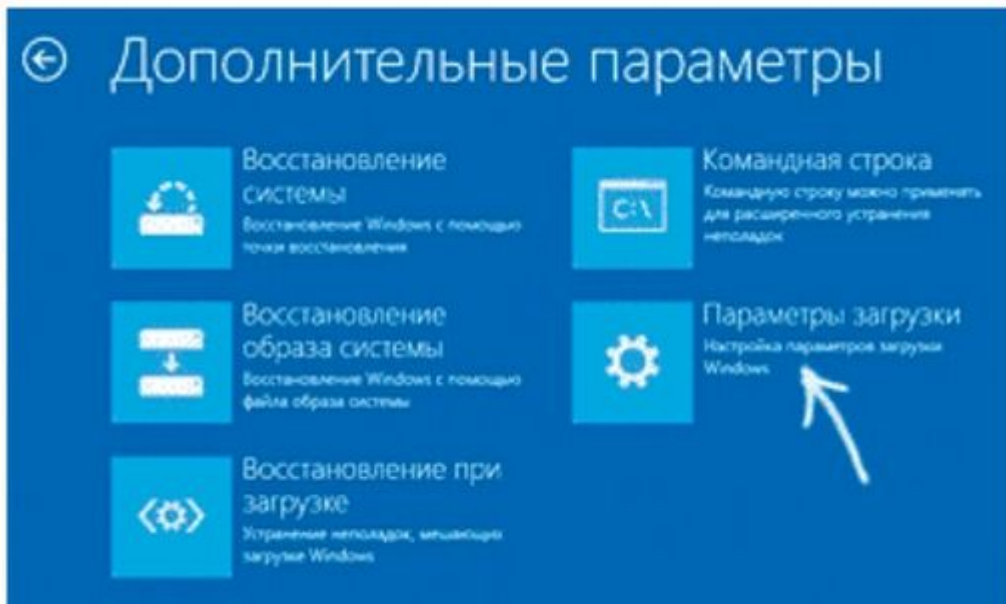 Дополнительные параметры
Восстановление
системы
Восстановление Windows с помощью
точки восстановления
Восстановление
образа системы
Восстановление Windows с помощью
файла образа системы
Восстановление при
загрузке
Устранение неполадок, мешающих
загрузке Windows
Командная строка
Командную строку можно применять
для расширенного устранения
неполадок
C:\
Параметры загрузки
Настройка параметров загрузки
Windows